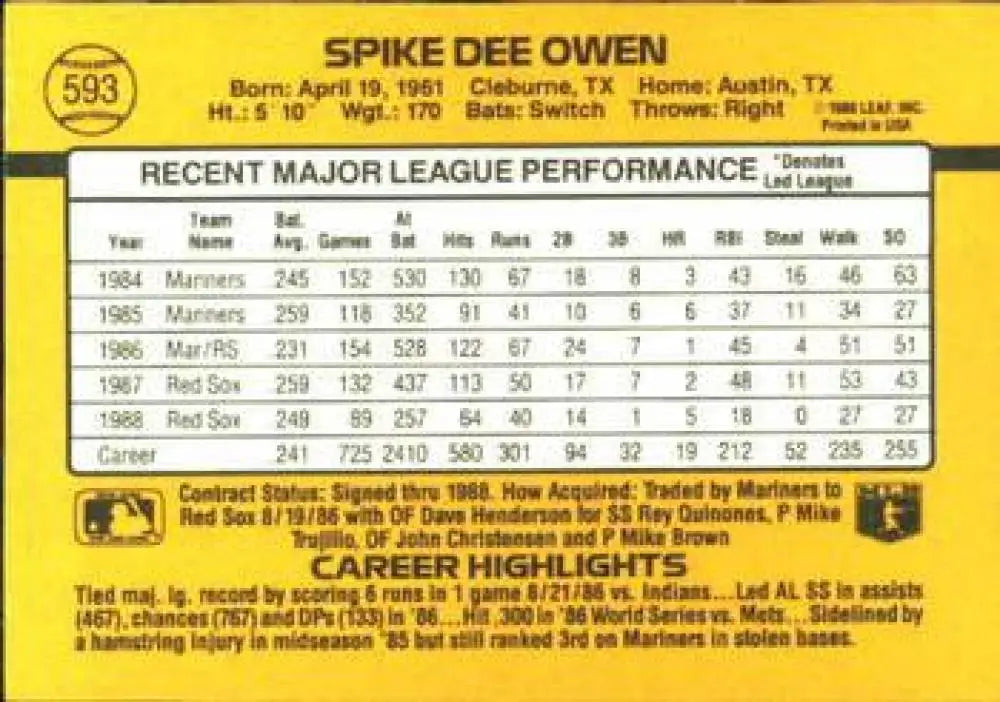 593
SPIKE DEE OWEN
Born: April 19, 1961 Cleburne, TX Home: Austin, TX
Ht.: 5' 10" Wgt.: 170 Bats: Switch Throws: Right
LEAF, INC.
Printed in USA
RECENT MAJOR LEAGUE PERFORMANCE *Denotes Led League
Year Team Name Bat. Avg. Games At Bat Hits Runs 2B 3B HR RBI Steal Walk SO
1984 Mariners .245 152 530 130 67 18 8 3 43 16 46 63
1985 Mariners .259 118 352 91 41 10 6 6 37 11 34 27
1986 Mar/RS .231 154 528 122 67 24 7 1 45 4 51 51
1987 Red Sox .259 132 437 113 50 17 7 2 48 11 53 43
1988 Red Sox .249 89 257 64 40 14 1 5 18 0 27 27
Career .241 725 2410 580 301 94 32 19 212 52 235 255
Contract Status: Signed thru 1988. How Acquired: Traded by Mariners to
Red Sox 8/19/86 with OF Dave Henderson for SS Rey Quinones, P Mike
Trujillo, OF John Christensen and P Mike Brown
CAREER HIGHLIGHTS
Tied maj. lg. record by scoring 6 runs in 1 game 8/21/86 vs. Indians...Led AL SS in assists
(467), chances (767) and DPs (133) in '86...Hit .300 in '86 World Series vs. Mets...Sidelined by
a hamstring injury in midseason '85 but still ranked 3rd on Mariners in stolen bases.